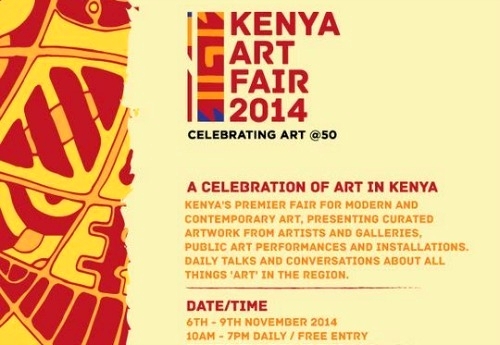 KENYA
ART
FAIR
2014
CELEBRATING ART @50
A CELEBRATION OF ART IN KENYA
KENYA'S PREMIER FAIR FOR MODERN AND
CONTEMPORARY ART, PRESENTING CURATED
ARTWORK FROM ARTISTS AND GALLERIES,
PUBLIC ART PERFORMANCES AND INSTALLATIONS.
DAILY TALKS AND CONVERSATIONS ABOUT ALL
THINGS 'ART' IN THE REGION.
DATE/TIME
6TH - 9TH NOVEMBER 2014
10AM - 7PM DAILY / FREE ENTRY